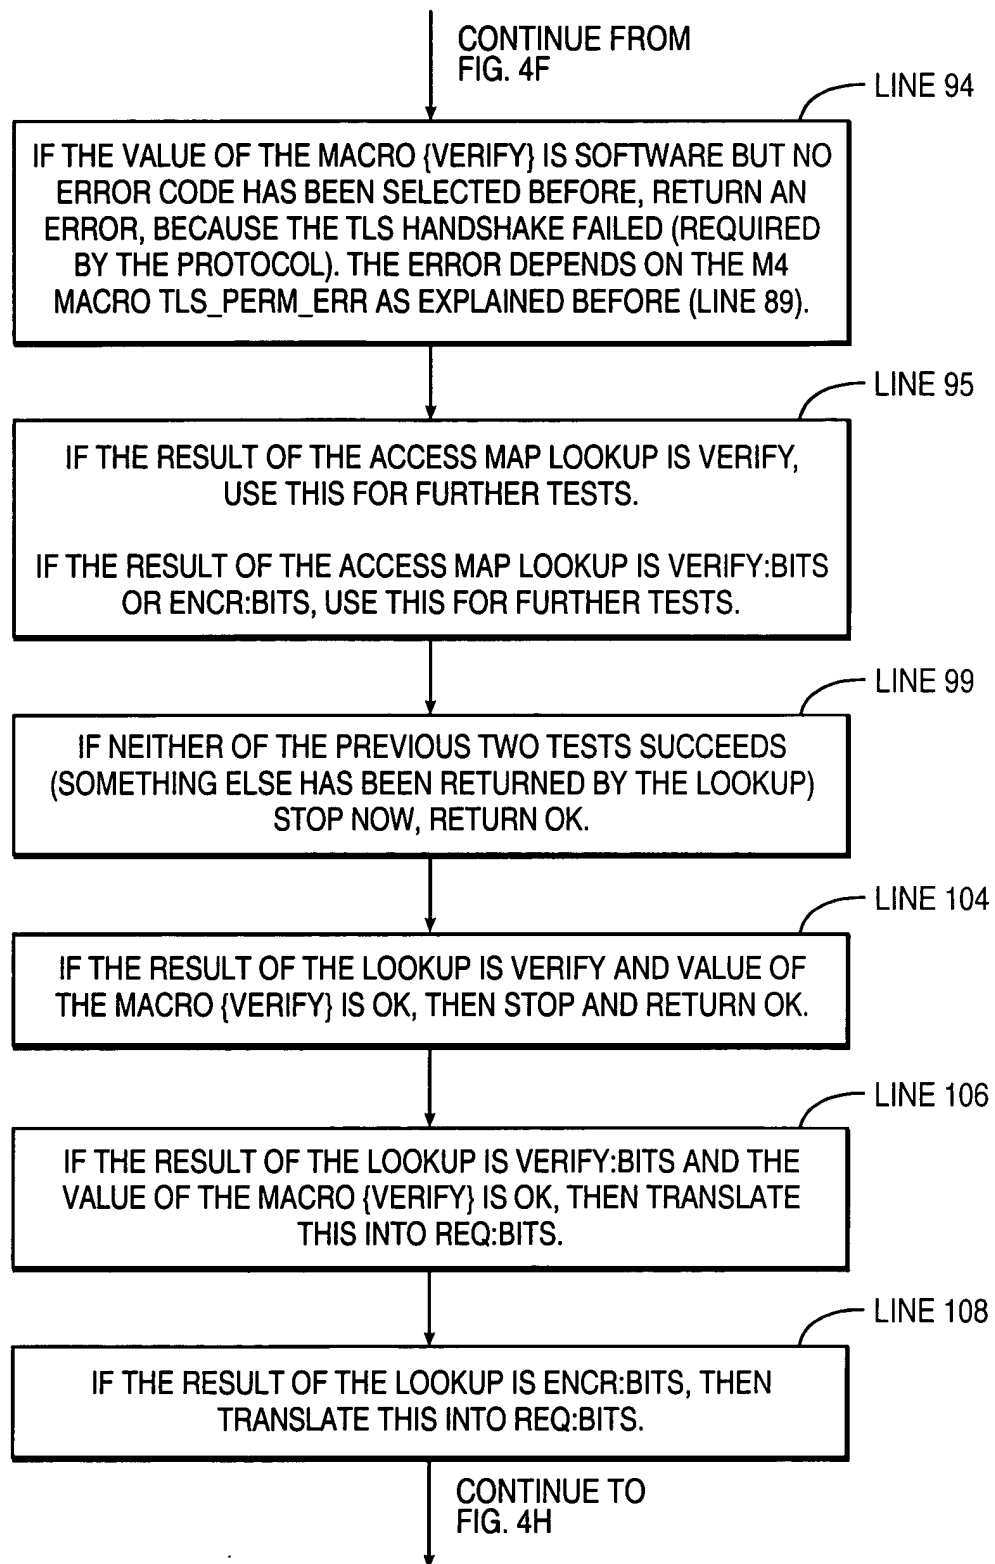 CONTINUE FROM
FIG. 4F
LINE 94
IF THE VALUE OF THE MACRO {VERIFY} IS SOFTWARE BUT NO
ERROR CODE HAS BEEN SELECTED BEFORE, RETURN AN
ERROR, BECAUSE THE TLS HANDSHAKE FAILED (REQUIRED
BY THE PROTOCOL). THE ERROR DEPENDS ON THE M4
MACRO TLS_PERM_ERR AS EXPLAINED BEFORE (LINE 89).
LINE 95
IF THE RESULT OF THE ACCESS MAP LOOKUP IS VERIFY,
USE THIS FOR FURTHER TESTS.
IF THE RESULT OF THE ACCESS MAP LOOKUP IS VERIFY:BITS
OR ENCR:BITS, USE THIS FOR FURTHER TESTS.
LINE 99
IF NEITHER OF THE PREVIOUS TWO TESTS SUCCEEDS
(SOMETHING ELSE HAS BEEN RETURNED BY THE LOOKUP)
STOP NOW, RETURN OK.
LINE 104
IF THE RESULT OF THE LOOKUP IS VERIFY AND VALUE OF
THE MACRO {VERIFY} IS OK, THEN STOP AND RETURN OK.
LINE 106
IF THE RESULT OF THE LOOKUP IS VERIFY:BITS AND THE
VALUE OF THE MACRO {VERIFY} IS OK, THEN TRANSLATE
THIS INTO REQ:BITS.
LINE 108
IF THE RESULT OF THE LOOKUP IS ENCR:BITS, THEN
TRANSLATE THIS INTO REQ:BITS.
CONTINUE TO
FIG. 4H